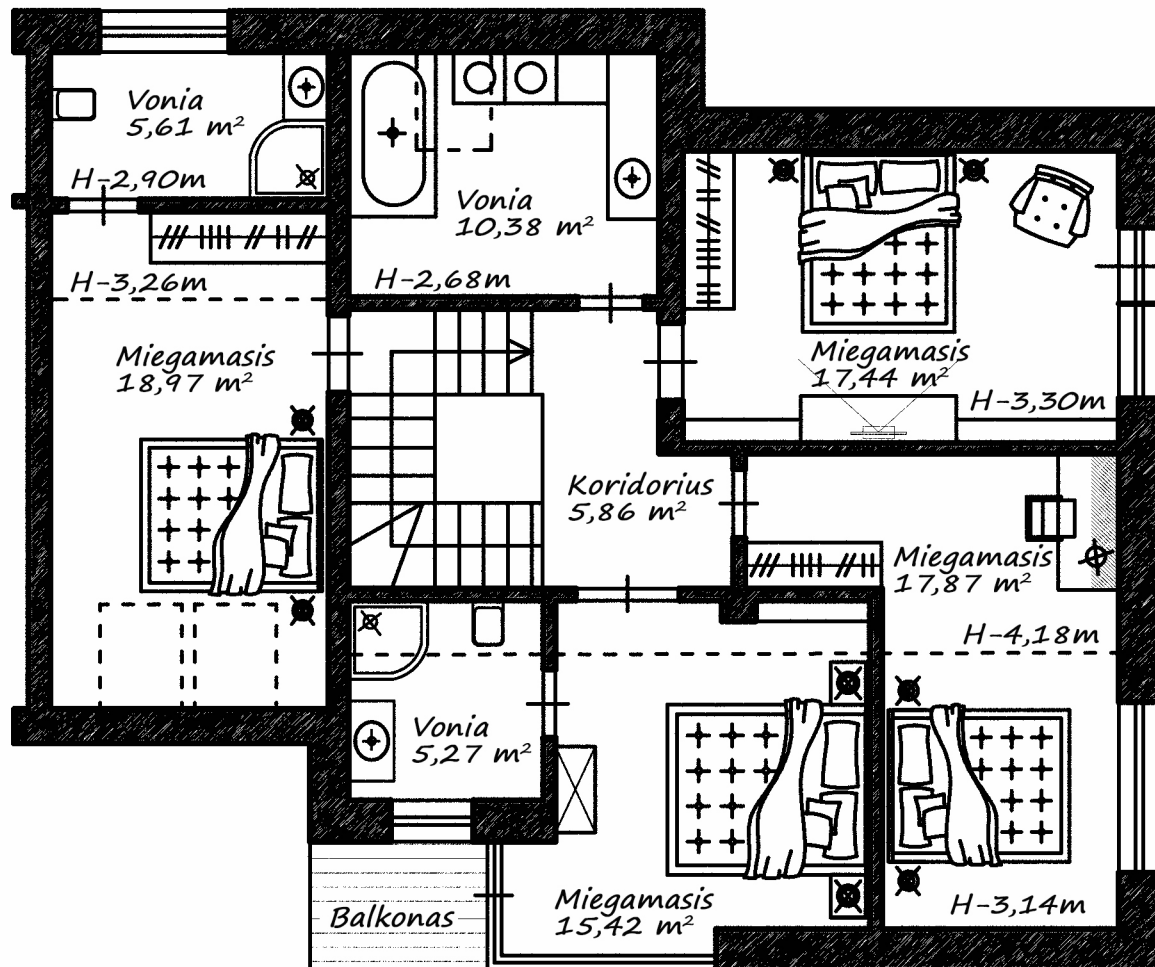 Vonia
5,61 m²
H-2,90m
Vonia
10,38 m²
H-2,68m
H-3,26m
Miegamasis
18,97 m²
Miegamasis
17,44 m²
H-3,30m
Koridorius
5,86 m²
Miegamasis
17,87 m²
H-4,18m
Vonia
5,27 m²
Miegamasis
15,42 m²
H-3,14m
Balkonas